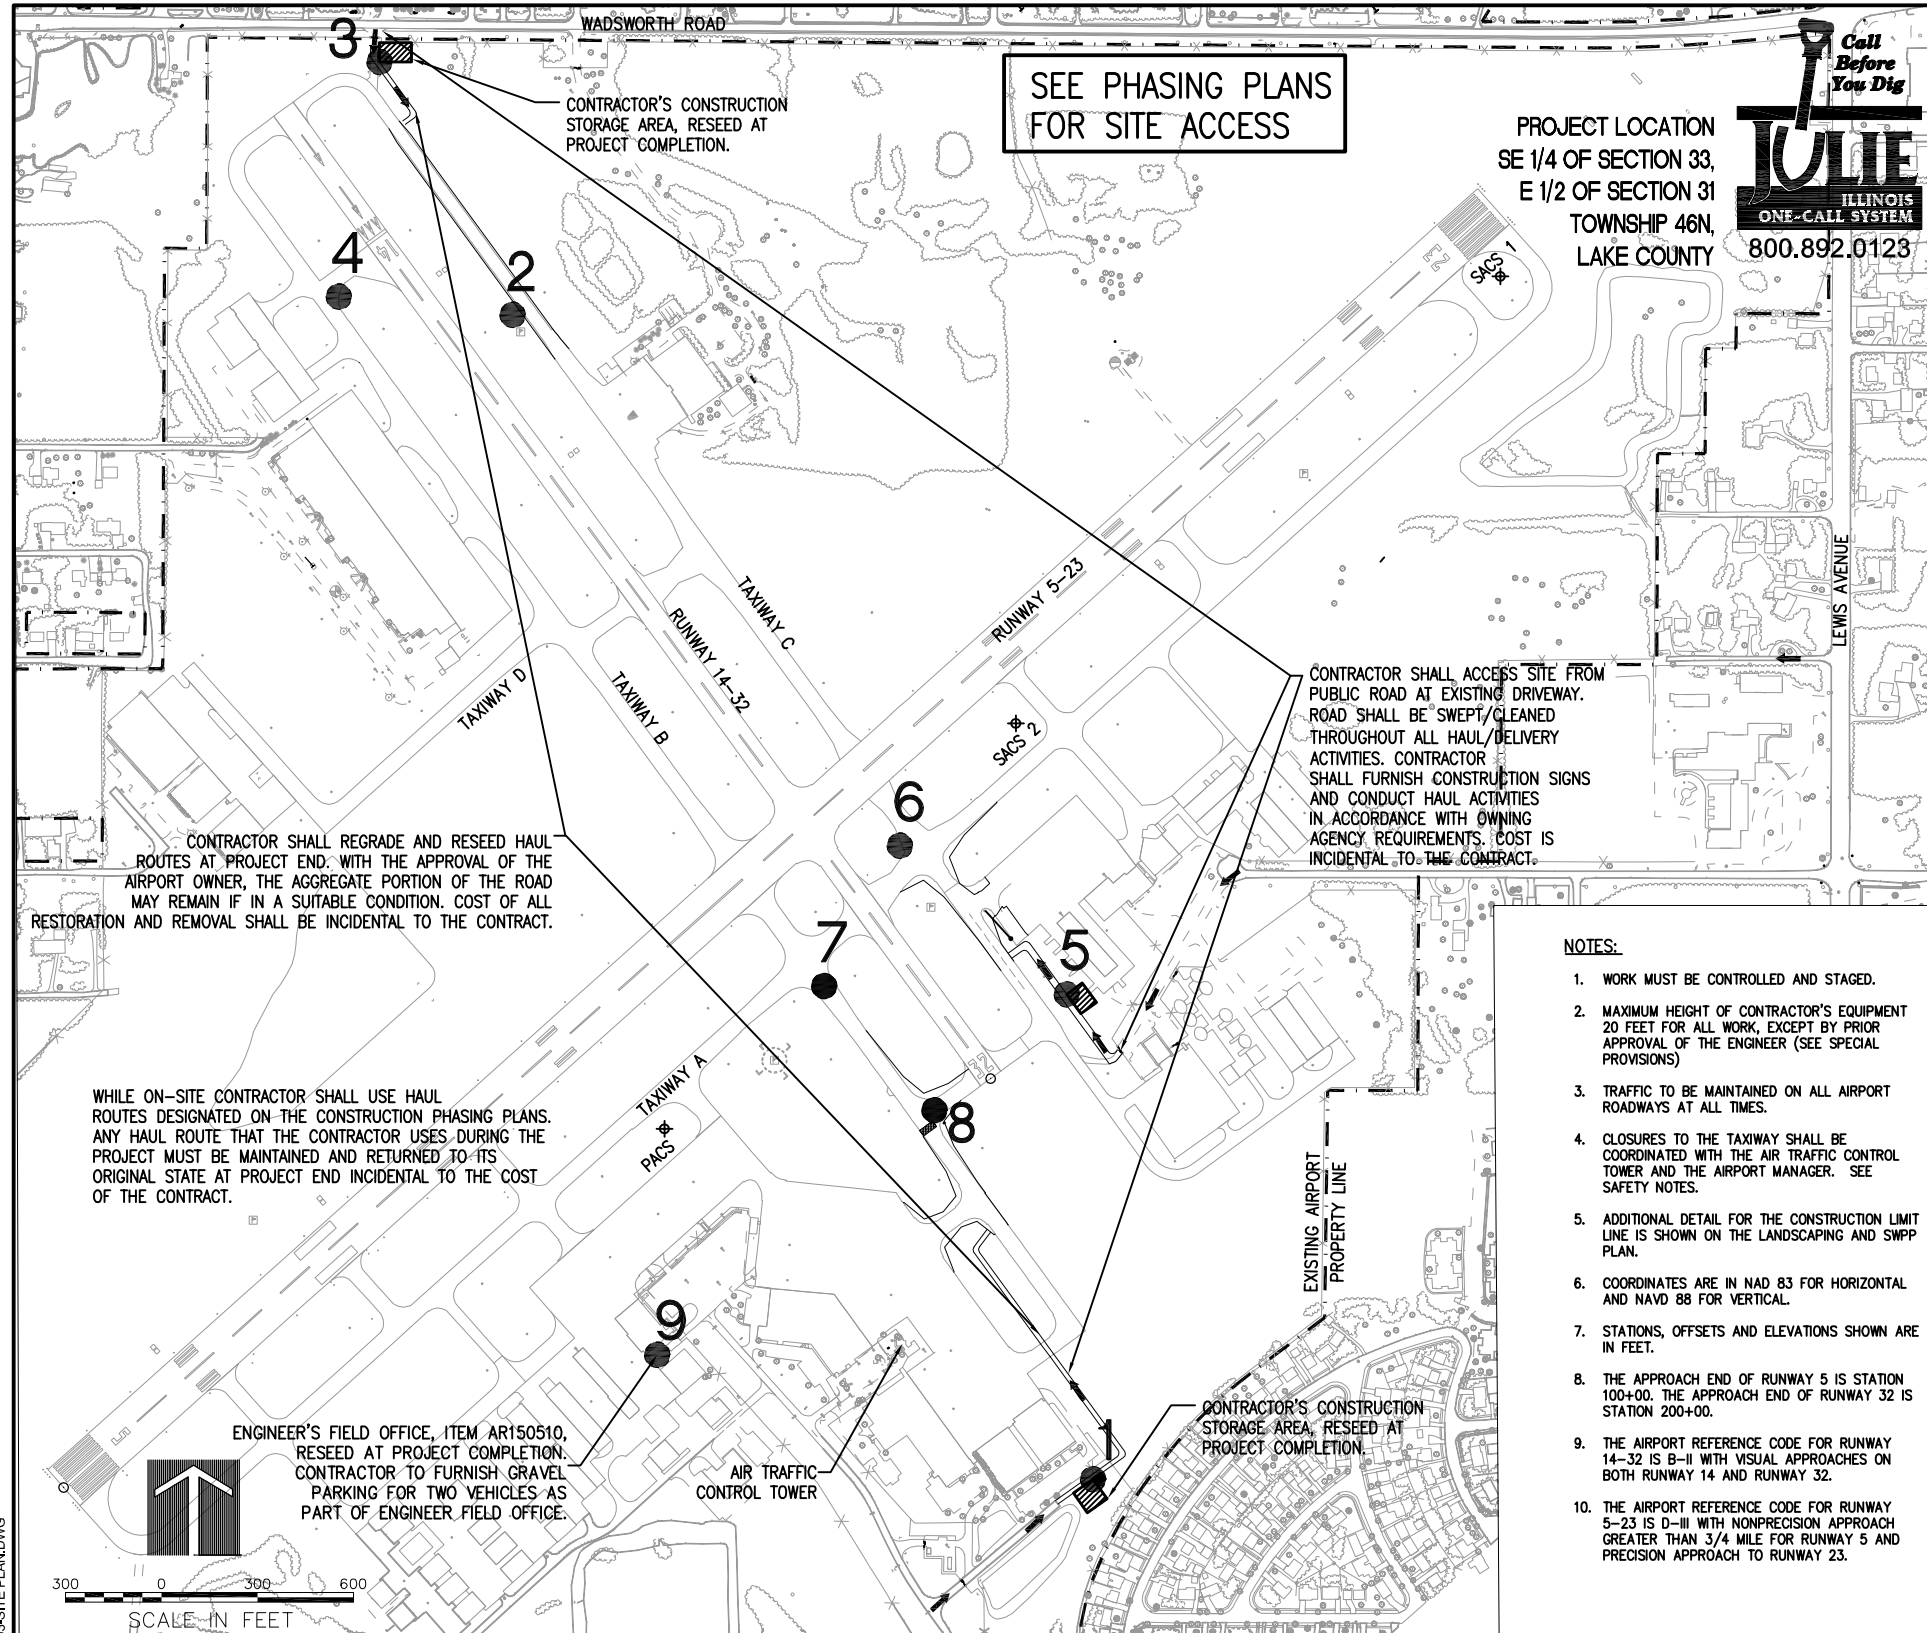 WADSWORTH ROAD
3
CONTRACTOR'S CONSTRUCTION
STORAGE AREA, RESEED AT
PROJECT COMPLETION.
SEE PHASING PLANS
FOR SITE ACCESS
Call
Before
You Dig
JULIE
ILLINOIS
ONE-CALL SYSTEM
800.892.0123
PROJECT LOCATION
SE 1/4 OF SECTION 33,
E 1/2 OF SECTION 31
TOWNSHIP 46N,
LAKE COUNTY
4
2
14
23
SACS 1
LEWIS AVENUE
RUNWAY 5-23
TAXIWAY C
RUNWAY 14-32
TAXIWAY B
TAXIWAY D
SACS 2
CONTRACTOR SHALL ACCESS SITE FROM
PUBLIC ROAD AT EXISTING DRIVEWAY.
ROAD SHALL BE SWEPT/CLEANED
THROUGHOUT ALL HAUL/DELIVERY
ACTIVITIES. CONTRACTOR
SHALL FURNISH CONSTRUCTION SIGNS
AND CONDUCT HAUL ACTIVITIES
IN ACCORDANCE WITH OWNING
AGENCY REQUIREMENTS. COST IS
INCIDENTAL TO THE CONTRACT.
6
CONTRACTOR SHALL REGRADE AND RESEED HAUL
ROUTES AT PROJECT END. WITH THE APPROVAL OF THE
AIRPORT OWNER, THE AGGREGATE PORTION OF THE ROAD
MAY REMAIN IF IN A SUITABLE CONDITION. COST OF ALL
RESTORATION AND REMOVAL SHALL BE INCIDENTAL TO THE CONTRACT.
7
5
32
TAXIWAY A
PACS
8
WHILE ON-SITE CONTRACTOR SHALL USE HAUL
ROUTES DESIGNATED ON THE CONSTRUCTION PHASING PLANS.
ANY HAUL ROUTE THAT THE CONTRACTOR USES DURING THE
PROJECT MUST BE MAINTAINED AND RETURNED TO ITS
ORIGINAL STATE AT PROJECT END INCIDENTAL TO THE COST
OF THE CONTRACT.
EXISTING AIRPORT
PROPERTY LINE
9
5
ENGINEER'S FIELD OFFICE, ITEM AR150510,
RESEED AT PROJECT COMPLETION.
CONTRACTOR TO FURNISH GRAVEL
PARKING FOR TWO VEHICLES AS
PART OF ENGINEER FIELD OFFICE.
AIR TRAFFIC
CONTROL TOWER
1
CONTRACTOR'S CONSTRUCTION
STORAGE AREA, RESEED AT
PROJECT COMPLETION.
300 0 300 600
SCALE IN FEET
NOTES:
1. WORK MUST BE CONTROLLED AND STAGED.
2. MAXIMUM HEIGHT OF CONTRACTOR'S EQUIPMENT
20 FEET FOR ALL WORK, EXCEPT BY PRIOR
APPROVAL OF THE ENGINEER (SEE SPECIAL
PROVISIONS)
3. TRAFFIC TO BE MAINTAINED ON ALL AIRPORT
ROADWAYS AT ALL TIMES.
4. CLOSURES TO THE TAXIWAY SHALL BE
COORDINATED WITH THE AIR TRAFFIC CONTROL
TOWER AND THE AIRPORT MANAGER. SEE
SAFETY NOTES.
5. ADDITIONAL DETAIL FOR THE CONSTRUCTION LIMIT
LINE IS SHOWN ON THE LANDSCAPING AND SWPP
PLAN.
6. COORDINATES ARE IN NAD 83 FOR HORIZONTAL
AND NAVD 88 FOR VERTICAL.
7. STATIONS, OFFSETS AND ELEVATIONS SHOWN ARE
IN FEET.
8. THE APPROACH END OF RUNWAY 5 IS STATION
100+00. THE APPROACH END OF RUNWAY 32 IS
STATION 200+00.
9. THE AIRPORT REFERENCE CODE FOR RUNWAY
14-32 IS B-II WITH VISUAL APPROACHES ON
BOTH RUNWAY 14 AND RUNWAY 32.
10. THE AIRPORT REFERENCE CODE FOR RUNWAY
5-23 IS D-III WITH NONPRECISION APPROACH
GREATER THAN 3/4 MILE FOR RUNWAY 5 AND
PRECISION APPROACH TO RUNWAY 23.